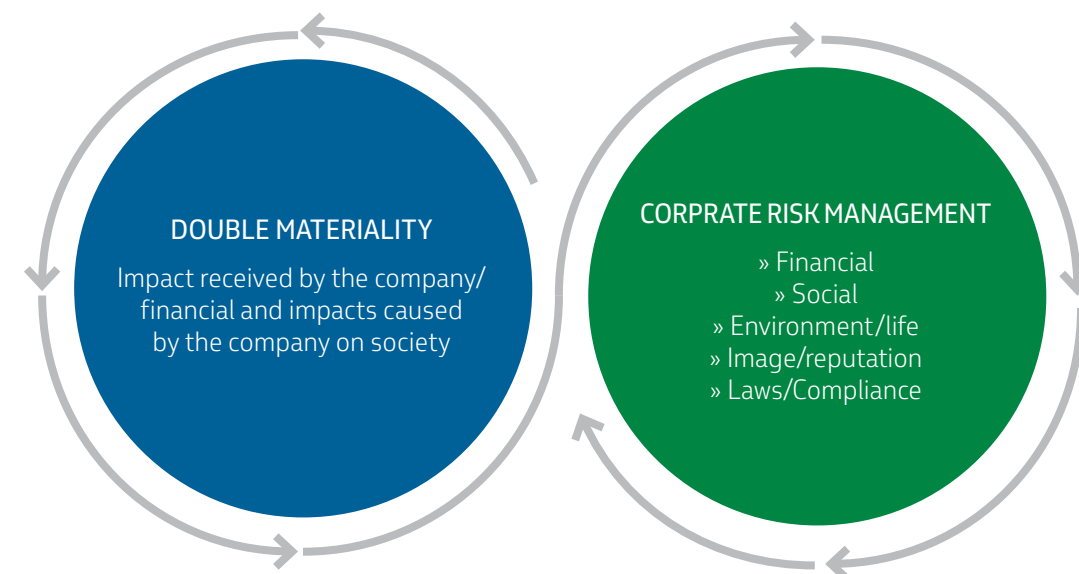 DOUBLE MATERIALITY
Impact received by the company/
financial and impacts caused
by the company on society
CORPRATE RISK MANAGEMENT
» Financial
» Social
» Environment/life
» Image/reputation
» Laws/Compliance